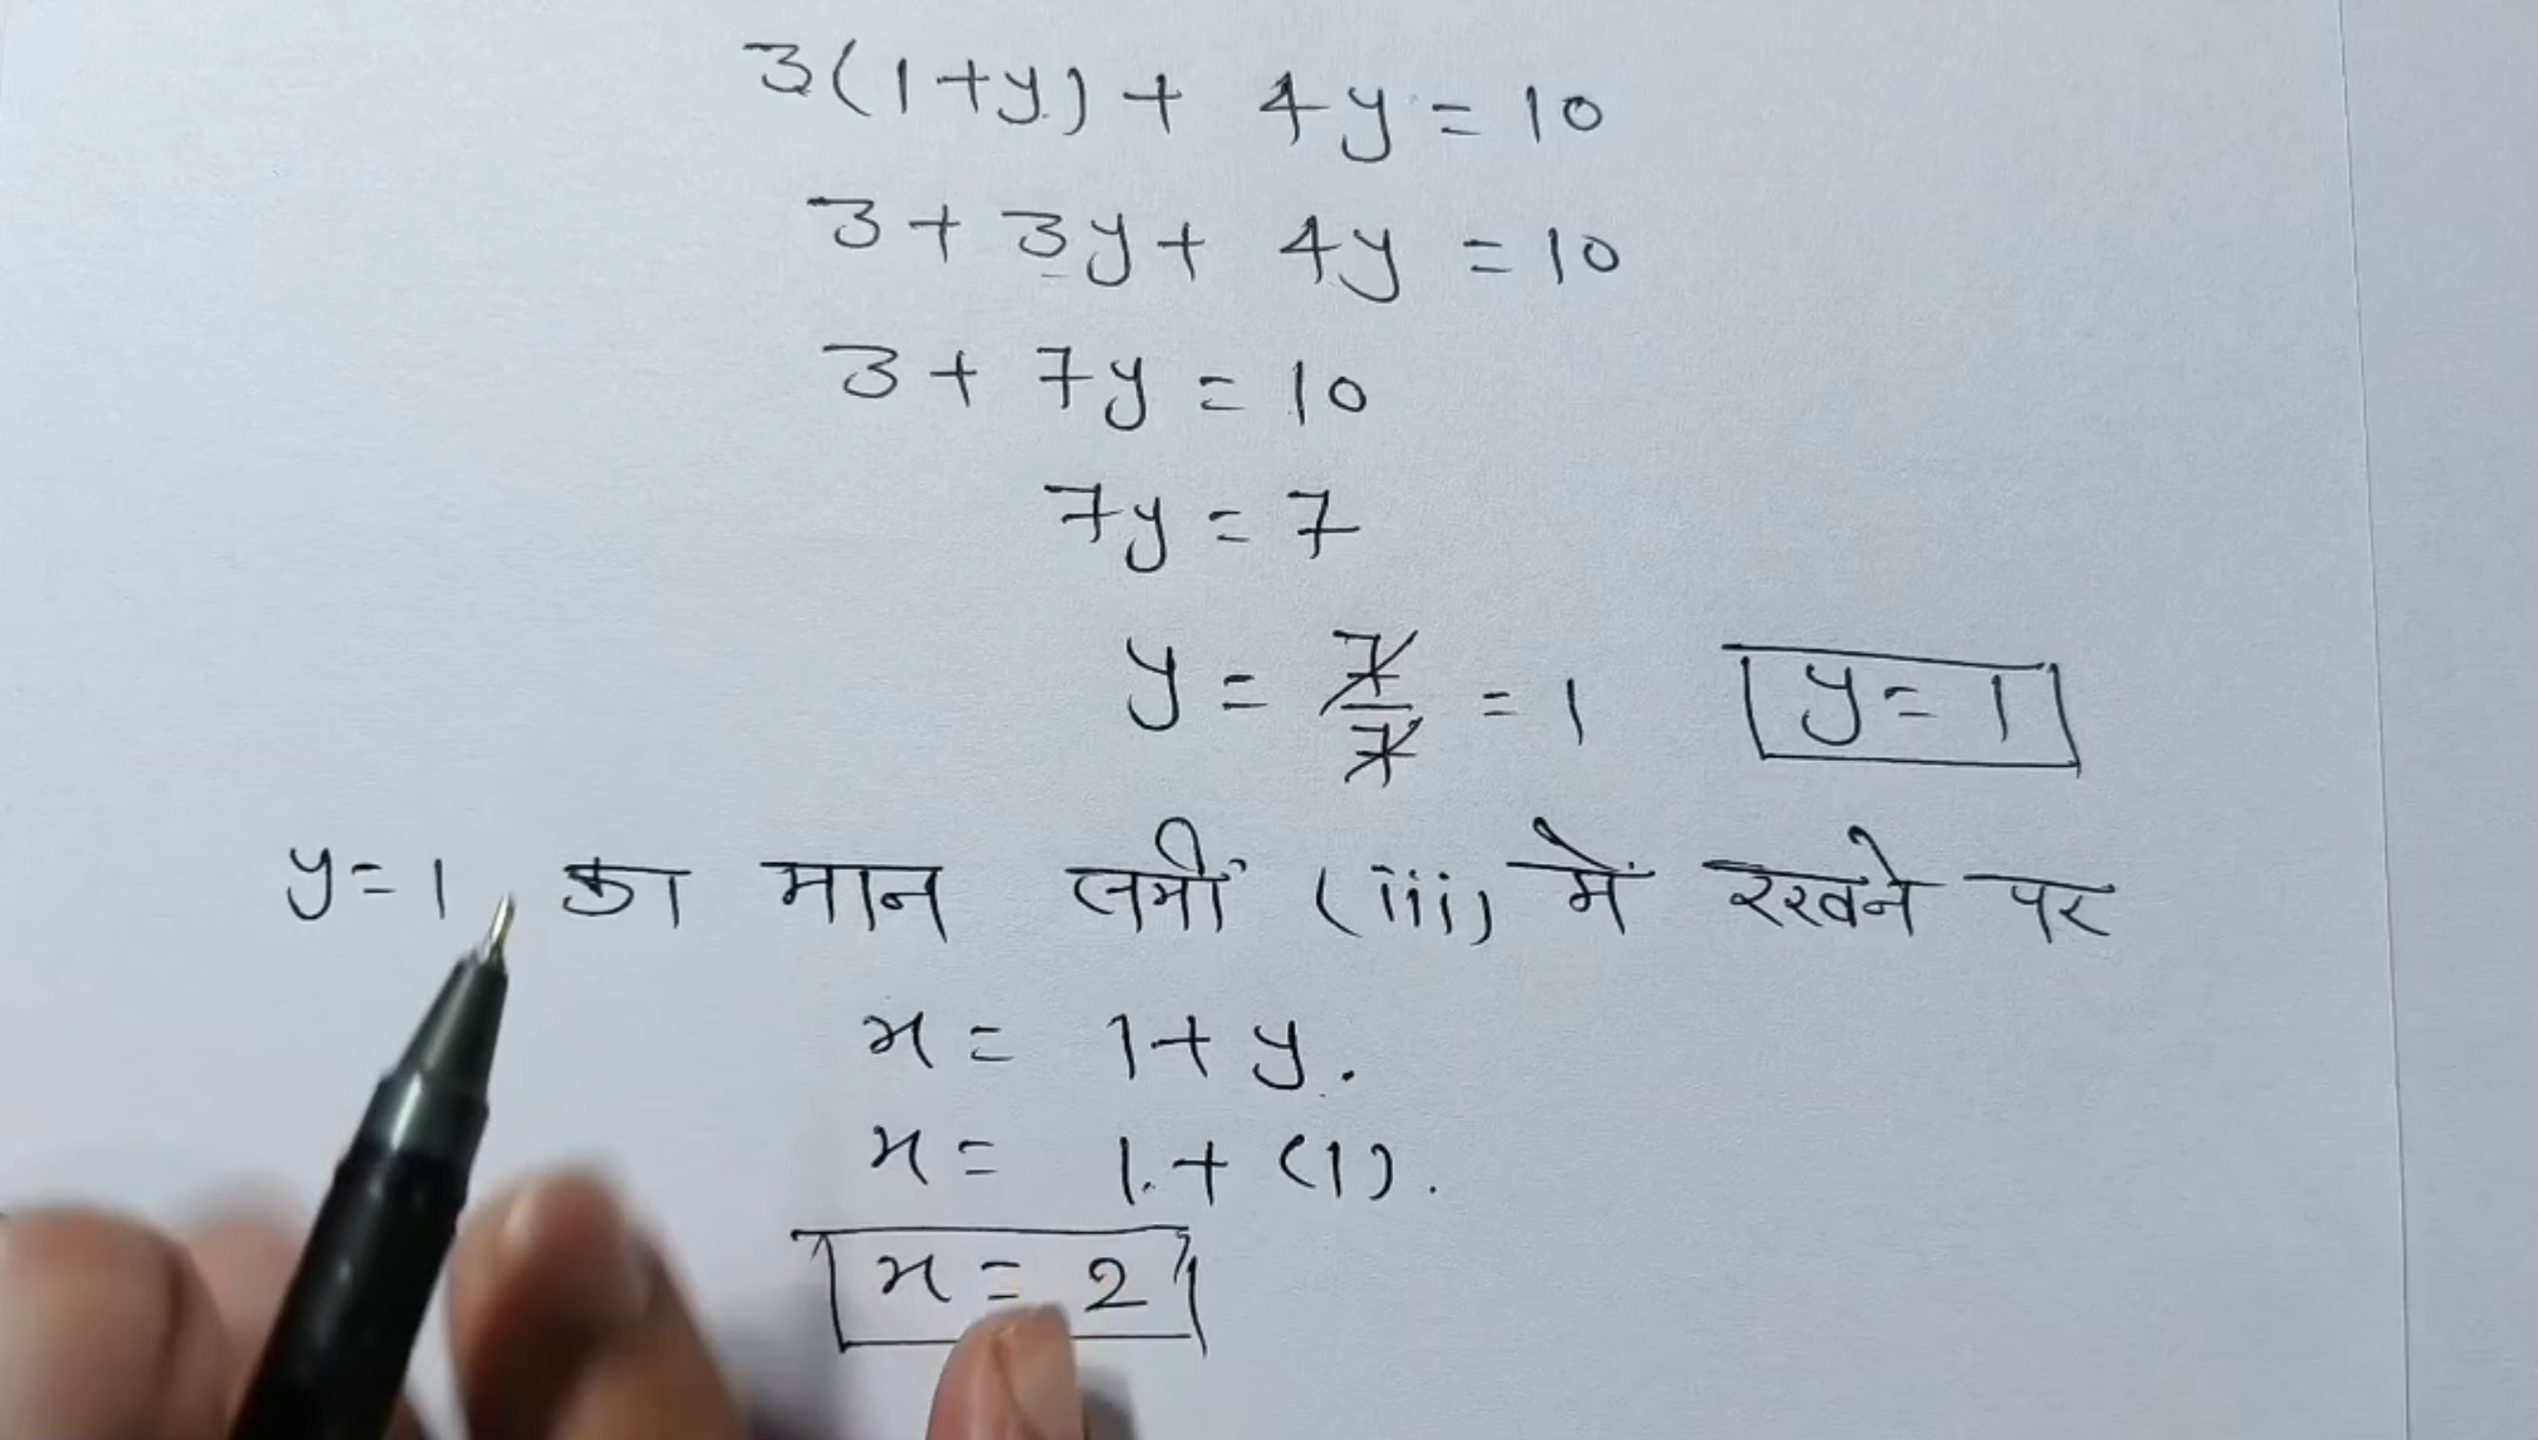 3(1+y) + 4y = 10
3 + 3y + 4y = 10
3 + 7y = 10
7y = 7
y = 7/7 = 1 y = 1
y = 1 का मान समी (iii) में रखने पर
x = 1 + y.
x = 1 + (1).
x = 2